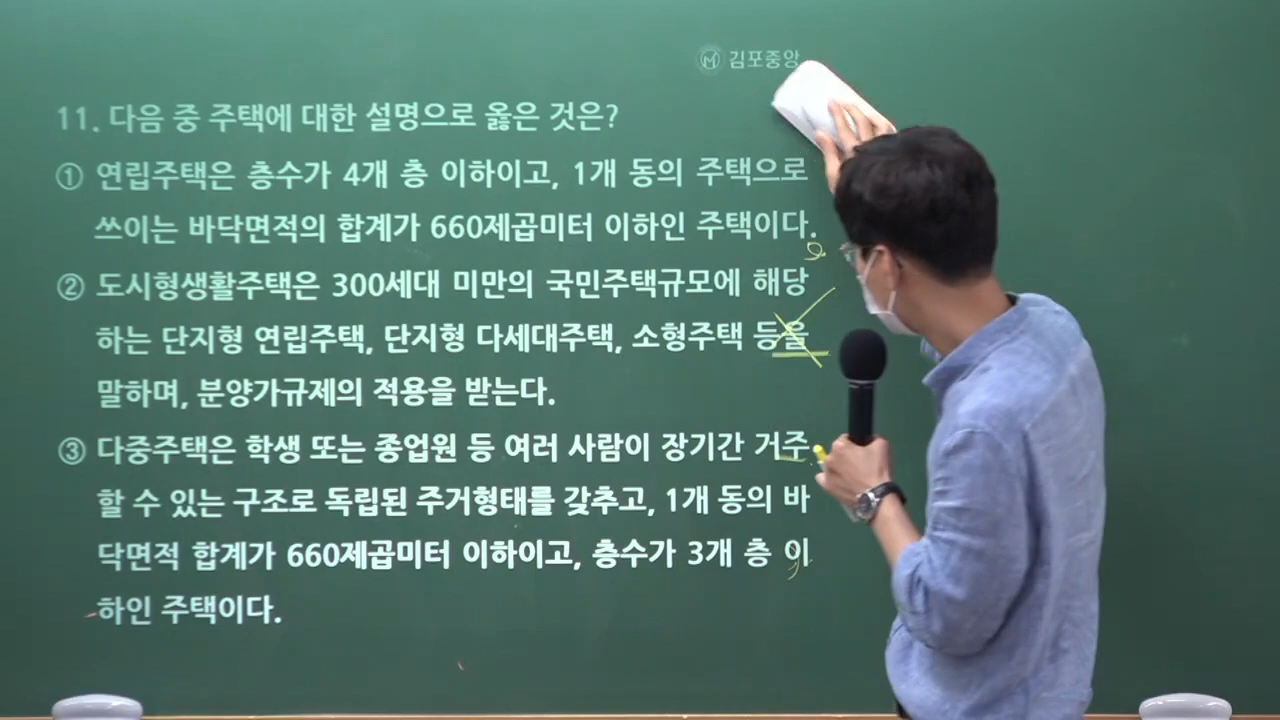 김포중앙
11. 다음 중 주택에 대한 설명으로 옳은 것은?
① 연립주택은 층수가 4개 층 이하이고, 1개 동의 주택으로
쓰이는 바닥면적의 합계가 660제곱미터 이하인 주택이다.
② 도시형생활주택은 300세대 미만의 국민주택규모에 해당
하는 단지형 연립주택, 단지형 다세대주택, 소형주택 등을
말하며, 분양가규제의 적용을 받는다.
③ 다중주택은 학생 또는 종업원 등 여러 사람이 장기간 거주
할 수 있는 구조로 독립된 주거형태를 갖추고, 1개 동의 바
닥면적 합계가 660제곱미터 이하이고, 층수가 3개 층 이
하인 주택이다.